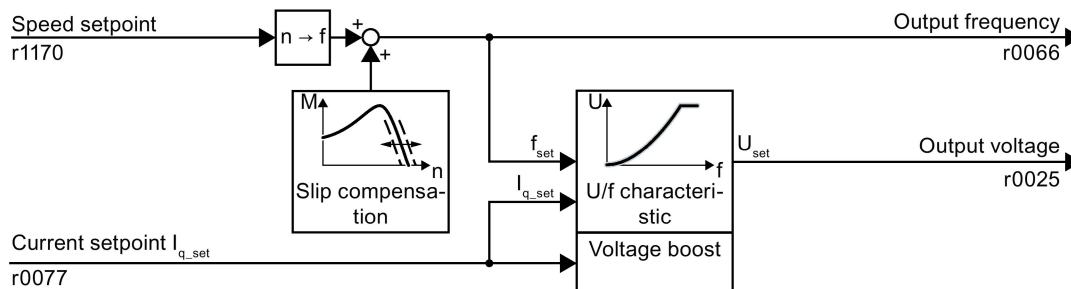 Speed setpoint
r1170
n → f
+
+
Output frequency
r0066
M
n
Slip compensa-
tion
U
f
U/f characteri-
stic
Voltage boost
f_set
I_q_set
U_set
Output voltage
r0025
Current setpoint I_q_set
r0077